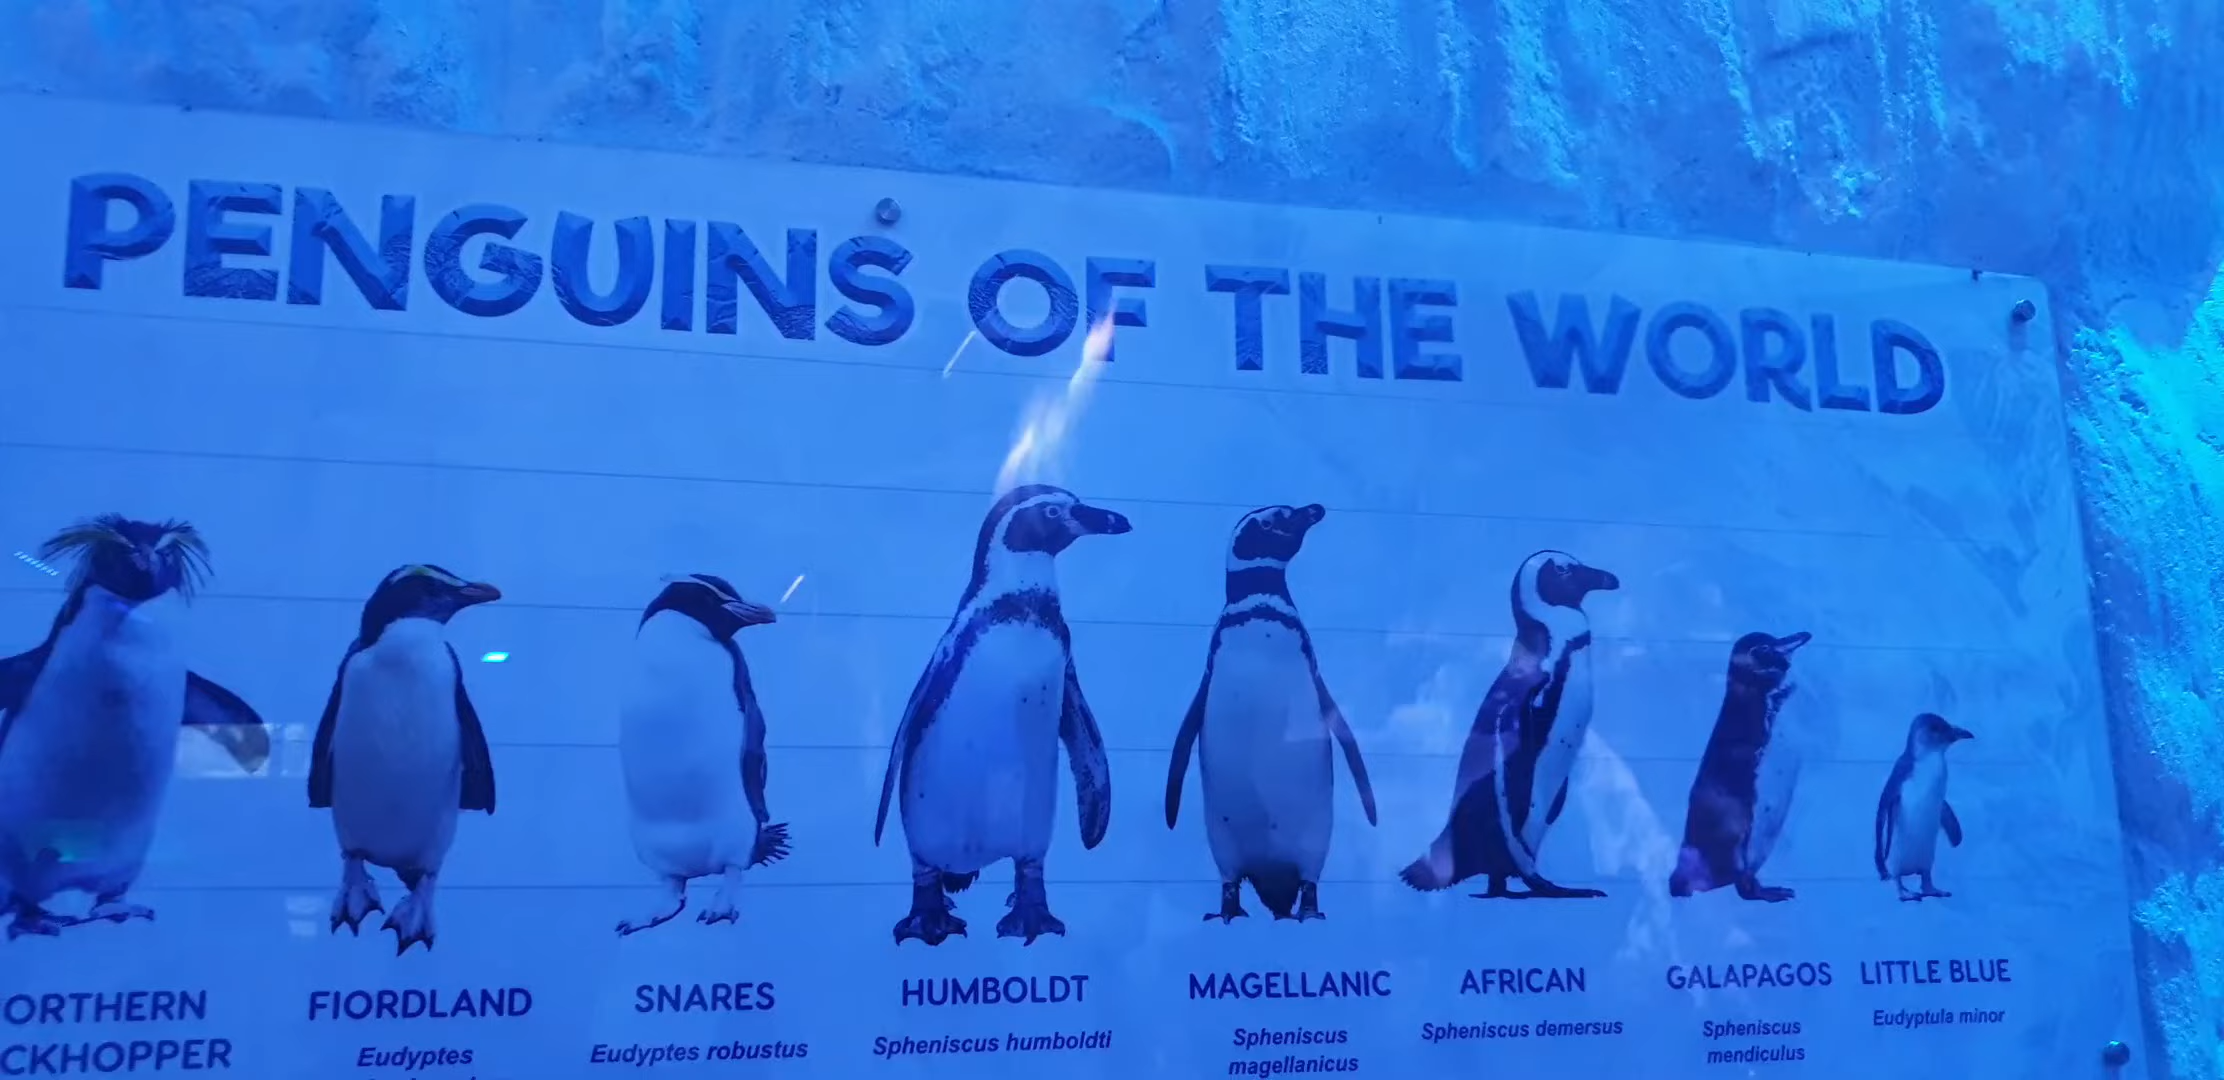 PENGUINS OF THE WORLD
ORTHERN
CKHOPPER
FIORDLAND
Eudyptes
SNARES
Eudyptes robustus
HUMBOLDT
Spheniscus humboldti
MAGELLANIC
Spheniscus
magellanicus
AFRICAN
Spheniscus demersus
GALAPAGOS
Spheniscus
mendiculus
LITTLE BLUE
Eudyptula minor